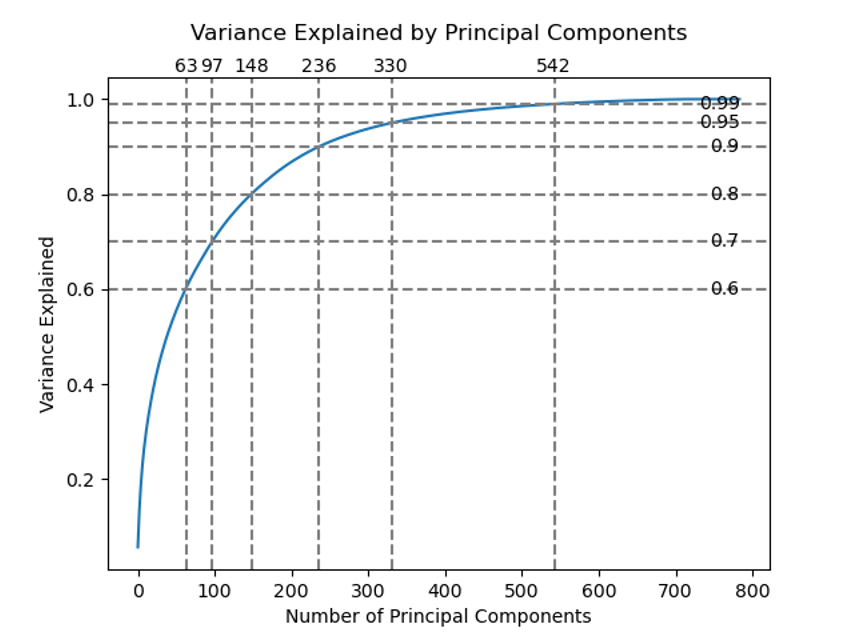 Variance Explained by Principal Components
63 97 148 236 330 542
1.0
0.99
0.95
0.9
0.8 0.8
0.7
0.6 0.6
0.4
0.2
Variance Explained
0 100 200 300 400 500 600 700 800
Number of Principal Components